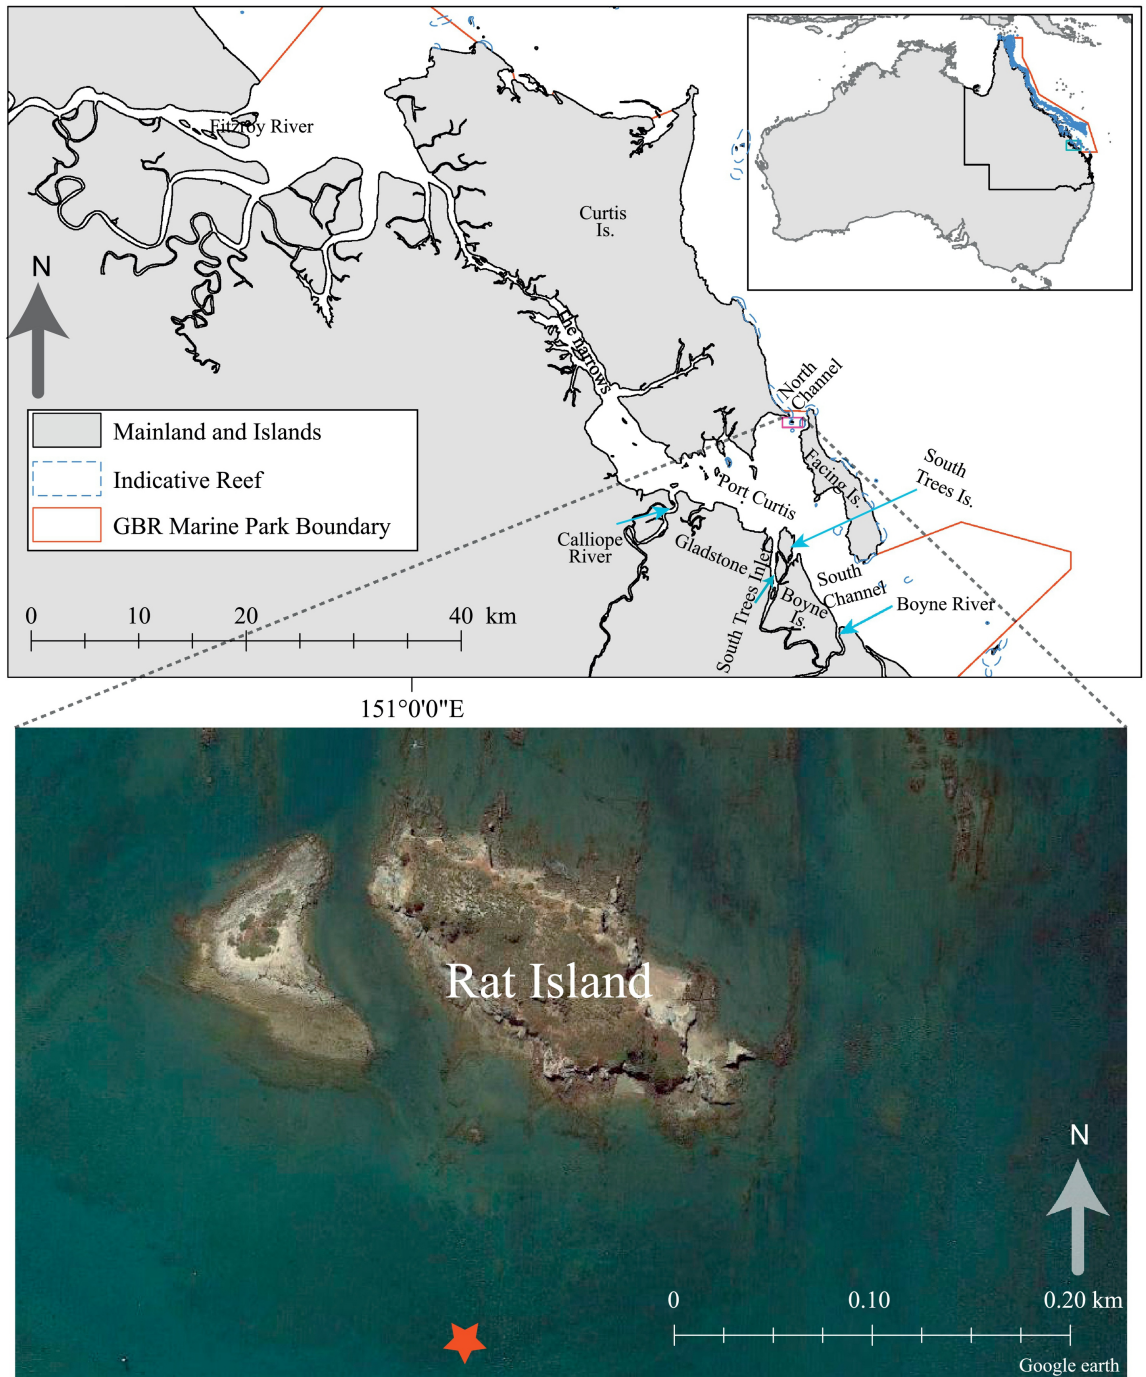 Fitzroy River
Curtis
Is.
N
The narrows
North
Channel
Mainland and Islands
Indicative Reef
GBR Marine Park Boundary
Facing Is.
South
Trees Is.
Port Curtis
Calliope
River
Gladstone
South Trees Inlet
Boyne
Is.
South
Channel
Boyne River
0 10 20 40 km
151°0'0"E
Rat Island
N
0 0.10 0.20 km
Google earth